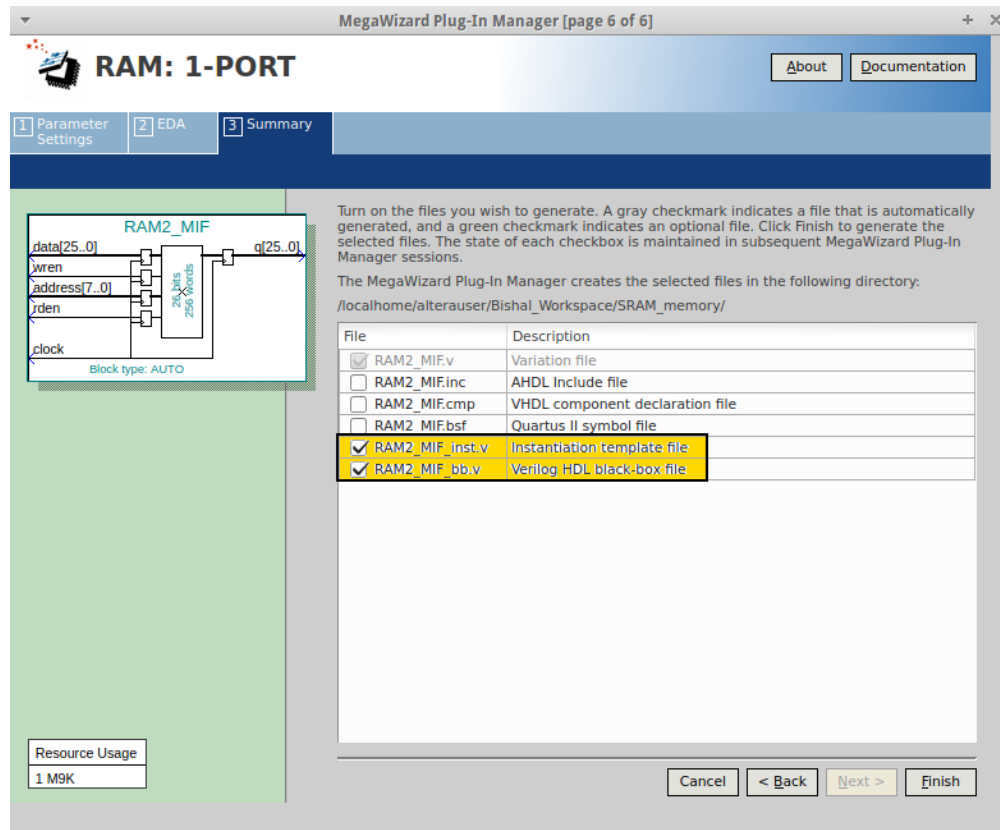 MegaWizard Plug-In Manager [page 6 of 6]
RAM: 1-PORT
About
Documentation
1 Parameter Settings
2 EDA
3 Summary
RAM2_MIF
data[25..0]
q[25..0]
wren
address[7..0]
rden
clock
26 bits
256 words
Block type: AUTO
Turn on the files you wish to generate. A gray checkmark indicates a file that is automatically
generated, and a green checkmark indicates an optional file. Click Finish to generate the
selected files. The state of each checkbox is maintained in subsequent MegaWizard Plug-In
Manager sessions.
The MegaWizard Plug-In Manager creates the selected files in the following directory:
/localhome/alterauser/Bishal_Workspace/SRAM_memory/
File Description
RAM2_MIF.v Variation file
RAM2_MIF.inc AHDL Include file
RAM2_MIF.cmp VHDL component declaration file
RAM2_MIF.bsf Quartus II symbol file
RAM2_MIF_inst.v Instantiation template file
RAM2_MIF_bb.v Verilog HDL black-box file
Resource Usage
1 M9K
Cancel
< Back
Next >
Finish